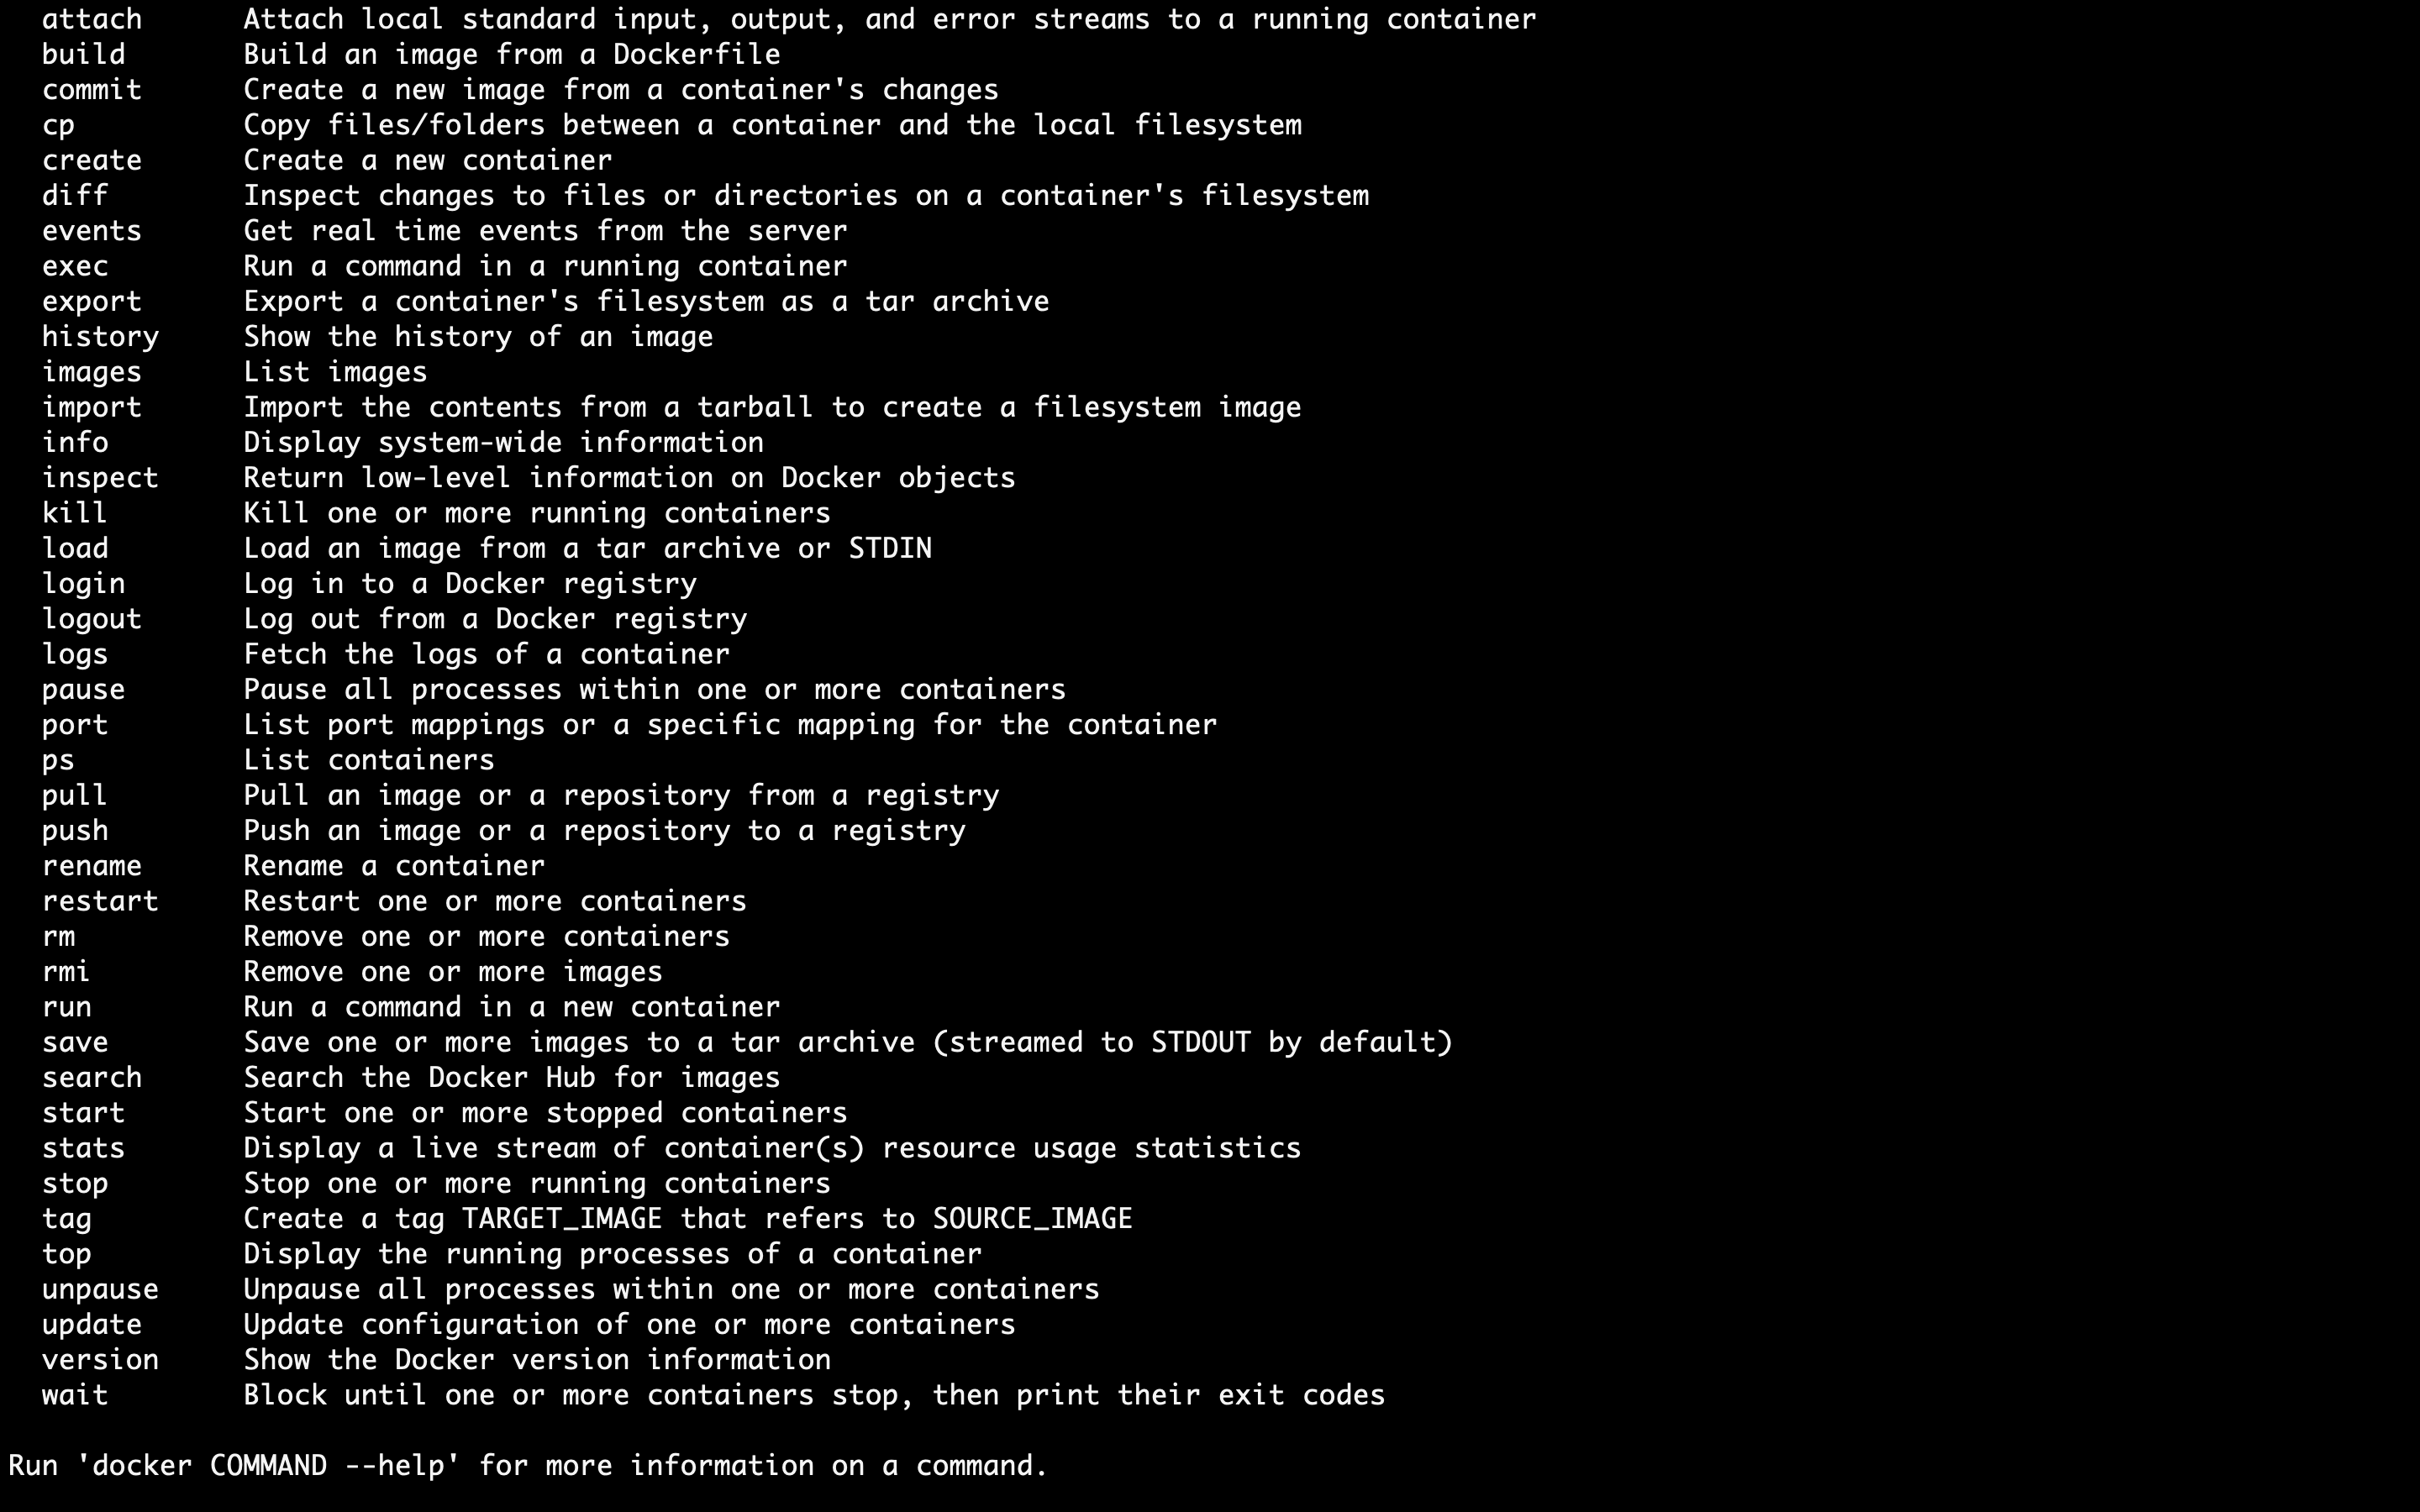 attach      Attach local standard input, output, and error streams to a running container
build       Build an image from a Dockerfile
commit      Create a new image from a container's changes
cp          Copy files/folders between a container and the local filesystem
create      Create a new container
diff        Inspect changes to files or directories on a container's filesystem
events      Get real time events from the server
exec        Run a command in a running container
export      Export a container's filesystem as a tar archive
history     Show the history of an image
images      List images
import      Import the contents from a tarball to create a filesystem image
info        Display system-wide information
inspect     Return low-level information on Docker objects
kill        Kill one or more running containers
load        Load an image from a tar archive or STDIN
login       Log in to a Docker registry
logout      Log out from a Docker registry
logs        Fetch the logs of a container
pause       Pause all processes within one or more containers
port        List port mappings or a specific mapping for the container
ps          List containers
pull        Pull an image or a repository from a registry
push        Push an image or a repository to a registry
rename      Rename a container
restart     Restart one or more containers
rm          Remove one or more containers
rmi         Remove one or more images
run         Run a command in a new container
save        Save one or more images to a tar archive (streamed to STDOUT by default)
search      Search the Docker Hub for images
start       Start one or more stopped containers
stats       Display a live stream of container(s) resource usage statistics
stop        Stop one or more running containers
tag         Create a tag TARGET_IMAGE that refers to SOURCE_IMAGE
top         Display the running processes of a container
unpause     Unpause all processes within one or more containers
update      Update configuration of one or more containers
version     Show the Docker version information
wait        Block until one or more containers stop, then print their exit codes

Run 'docker COMMAND --help' for more information on a command.